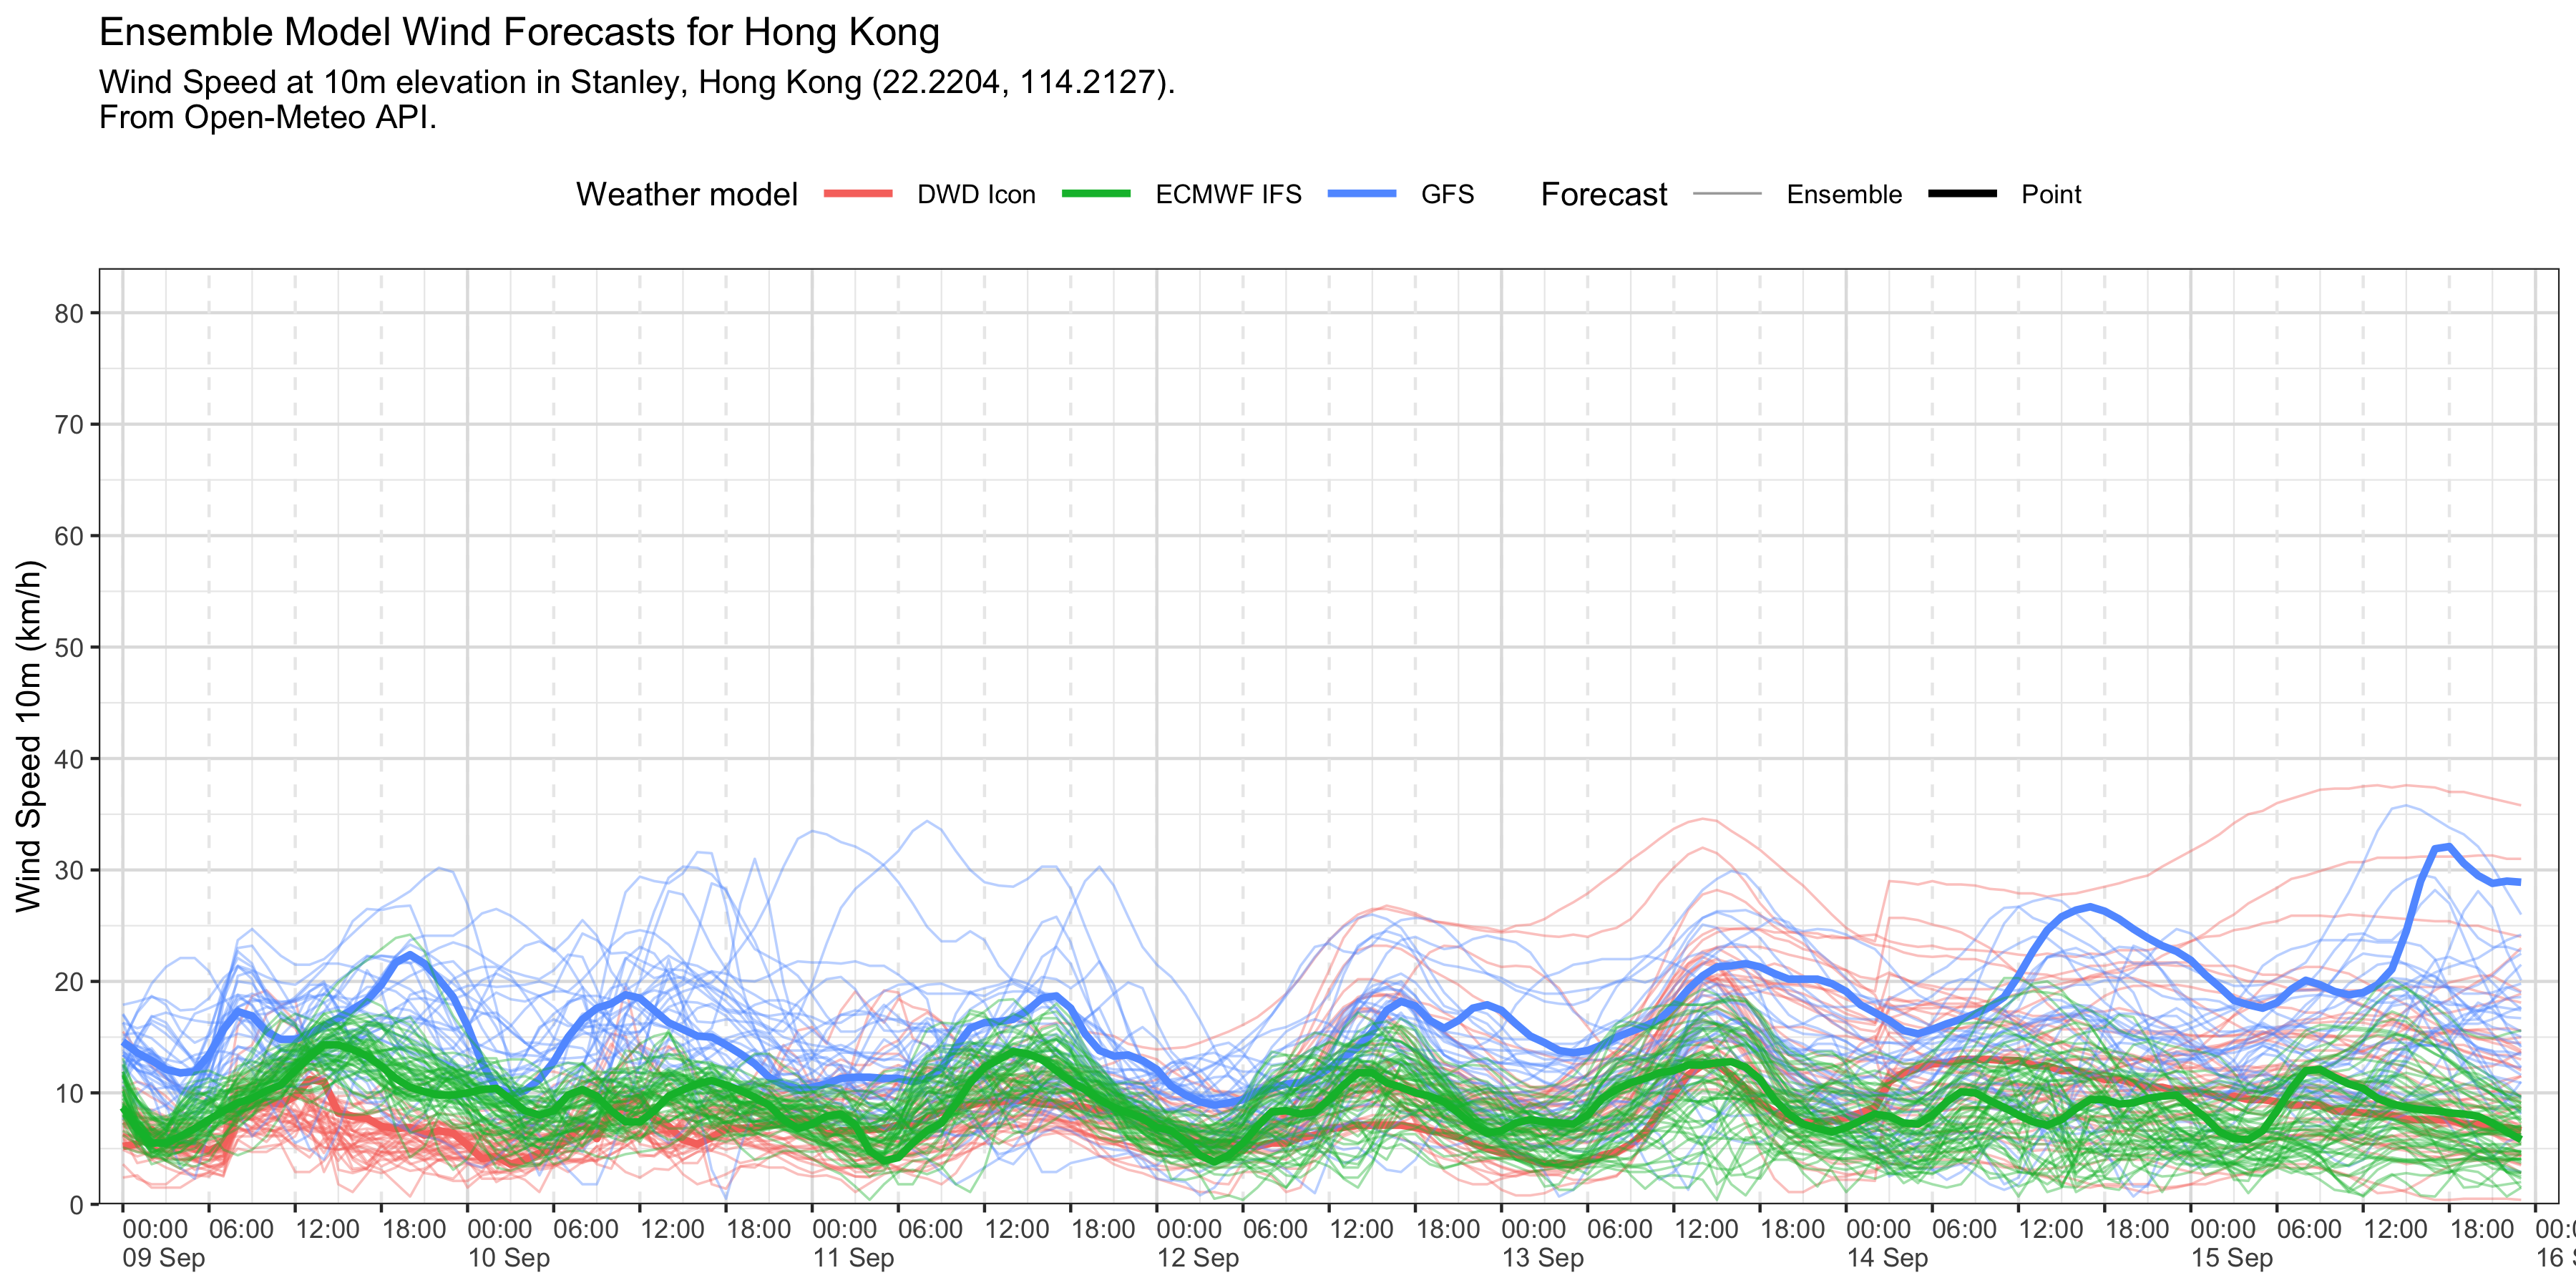 Ensemble Model Wind Forecasts for Hong Kong
Wind Speed at 10m elevation in Stanley, Hong Kong (22.2204, 114.2127).
From Open-Meteo API.
Weather model DWD Icon ECMWF IFS GFS Forecast Ensemble Point
Wind Speed 10m (km/h)
80
70
60
50
40
30
20
10
0
00:00 06:00 12:00 18:00 00:00 06:00 12:00 18:00 00:00 06:00 12:00 18:00 00:00 06:00 12:00 18:00 00:00 06:00 12:00 18:00 00:00 06:00 12:00 18:00 00:00 06:00 12:00 18:00 00:0
09 Sep 10 Sep 11 Sep 12 Sep 13 Sep 14 Sep 15 Sep 16 S